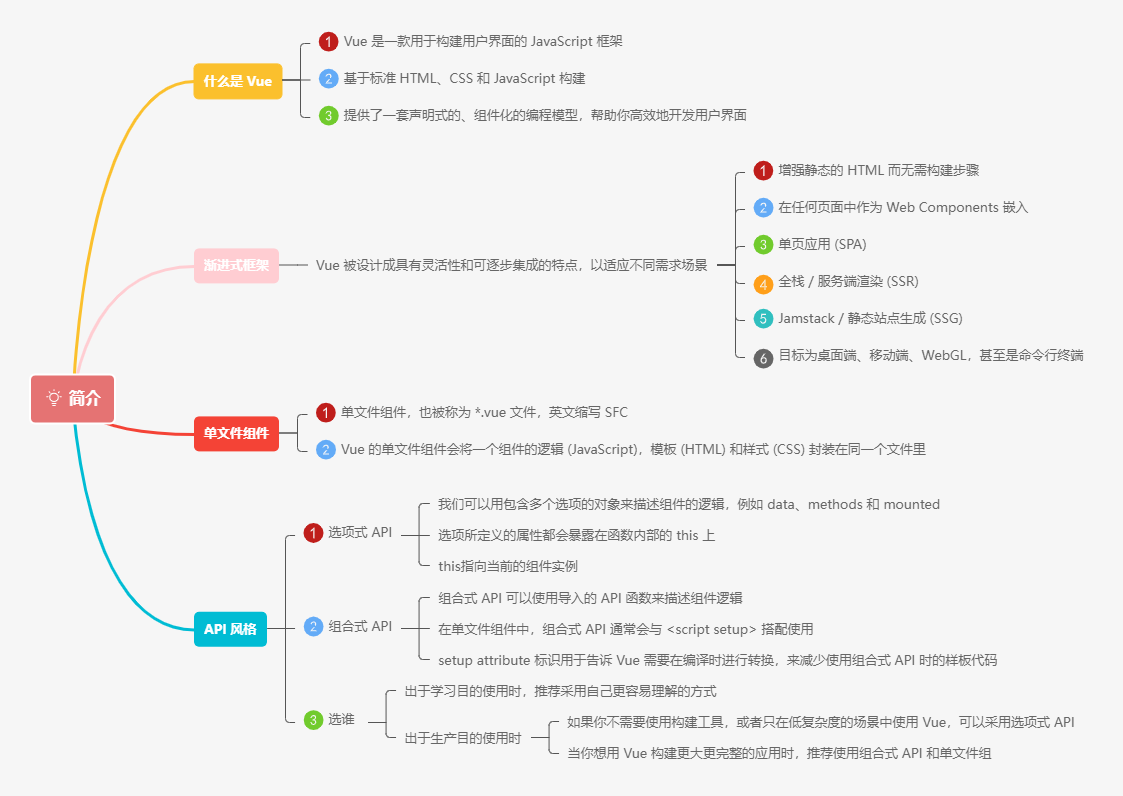 简介
什么是 Vue
1 Vue 是一款用于构建用户界面的 JavaScript 框架
2 基于标准 HTML、CSS 和 JavaScript 构建
3 提供了一套声明式的、组件化的编程模型，帮助你高效地开发用户界面
渐进式框架
Vue 被设计成具有灵活性和可逐步集成的特点，以适应不同需求场景
1 增强静态的 HTML 而无需构建步骤
2 在任何页面中作为 Web Components 嵌入
3 单页应用 (SPA)
4 全栈 / 服务端渲染 (SSR)
5 Jamstack / 静态站点生成 (SSG)
6 目标为桌面端、移动端、WebGL，甚至是命令行终端
单文件组件
1 单文件组件，也被称为 *.vue 文件，英文缩写 SFC
2 Vue 的单文件组件会将一个组件的逻辑 (JavaScript)，模板 (HTML) 和样式 (CSS) 封装在同一个文件里
API 风格
1 选项式 API
我们可以用包含多个选项的对象来描述组件的逻辑，例如 data、methods 和 mounted
选项所定义的属性都会暴露在函数内部的 this 上
this指向当前的组件实例
2 组合式 API
组合式 API 可以使用导入的 API 函数来描述组件逻辑
在单文件组件中，组合式 API 通常会与 <script setup> 搭配使用
setup attribute 标识用于告诉 Vue 需要在编译时进行转换，来减少使用组合式 API 时的样板代码
3 选谁
出于学习目的使用时，推荐采用自己更容易理解的方式
出于生产目的使用时
如果你不需要使用构建工具，或者只在低复杂度的场景中使用 Vue，可以采用选项式 API
当你想用 Vue 构建更大更完整的应用时，推荐使用组合式 API 和单文件组